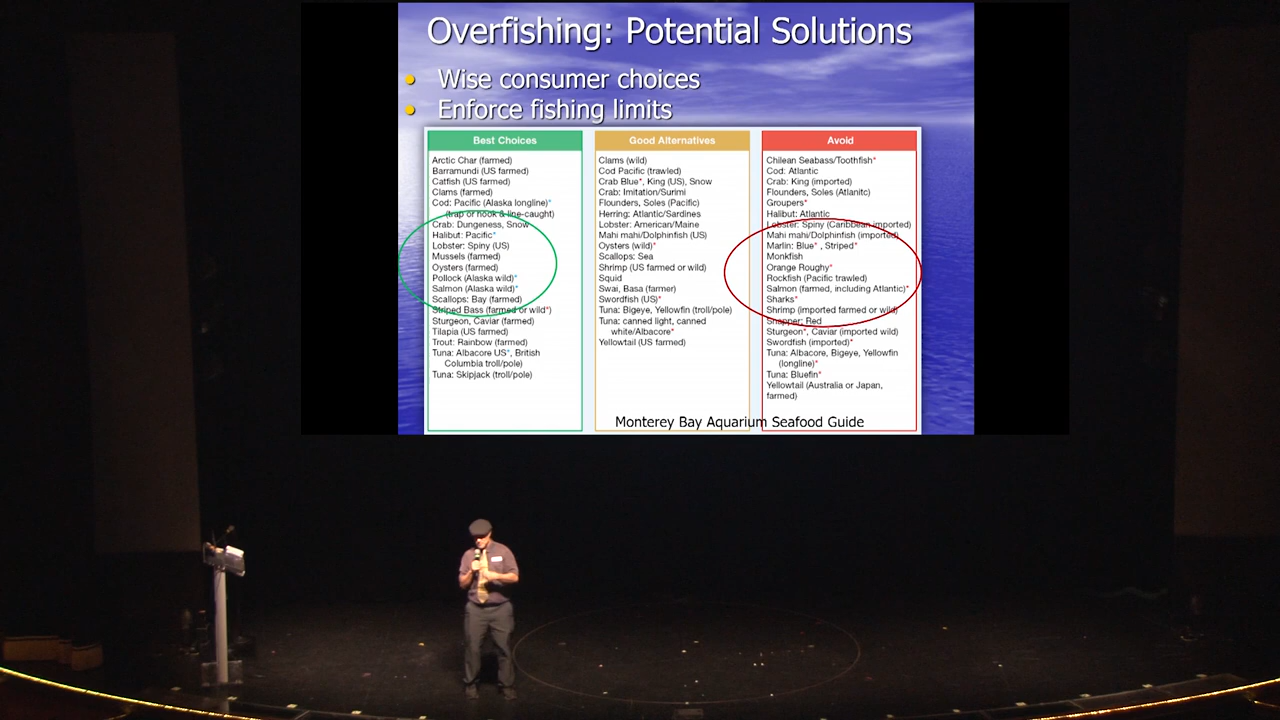 Overfishing: Potential Solutions
• Wise consumer choices
• Enforce fishing limits
Best Choices
Arctic Char (farmed)
Barramundi (US farmed)
Catfish (US farmed)
Clams (farmed)
Cod: Pacific (Alaska longline)*
(trap or hook & line-caught)
Crab: Dungeness, Snow
Halibut: Pacific*
Lobster: Spiny (US)
Mussels (farmed)
Oysters (farmed)
Pollock (Alaska wild)*
Salmon (Alaska wild)*
Scallops: Bay (farmed)
Striped Bass (farmed or wild*)
Sturgeon, Caviar (farmed)
Tilapia (US farmed)
Trout: Rainbow (farmed)
Tuna: Albacore US*, British
Columbia troll/pole)
Tuna: Skipjack (troll/pole)
Good Alternatives
Clams (wild)
Cod Pacific (trawled)
Crab Blue*, King (US), Snow
Crab: Imitation/Surimi
Flounders, Soles (Pacific)
Herring: Atlantic/Sardines
Lobster: American/Maine
Mahi mahi/Dolphinfish (US)
Oysters (wild)*
Scallops: Sea
Shrimp (US farmed or wild)
Squid
Swai, Basa (farmer)
Swordfish (US)*
Tuna: Bigeye, Yellowfin (troll/pole)
Tuna: canned light, canned
white/Albacore*
Yellowtail (US farmed)
Avoid
Chilean Seabass/Toothfish*
Cod: Atlantic
Crab: King (imported)
Flounders, Soles (Atlanitc)
Groupers*
Halibut: Atlantic
Lobster: Spiny (Caribbean imported)
Mahi mahi/Dolphinfish (imported)
Marlin: Blue* , Striped*
Monkfish
Orange Roughy*
Rockfish (Pacific trawled)
Salmon (farmed, including Atlantic)*
Sharks*
Shrimp (imported farmed or wild)
Snapper: Red
Sturgeon*, Caviar (imported wild)
Swordfish (imported)*
Tuna: Albacore, Bigeye, Yellowfin
(longline)*
Tuna: Bluefin*
Yellowtail (Australia or Japan,
farmed)
Monterey Bay Aquarium Seafood Guide